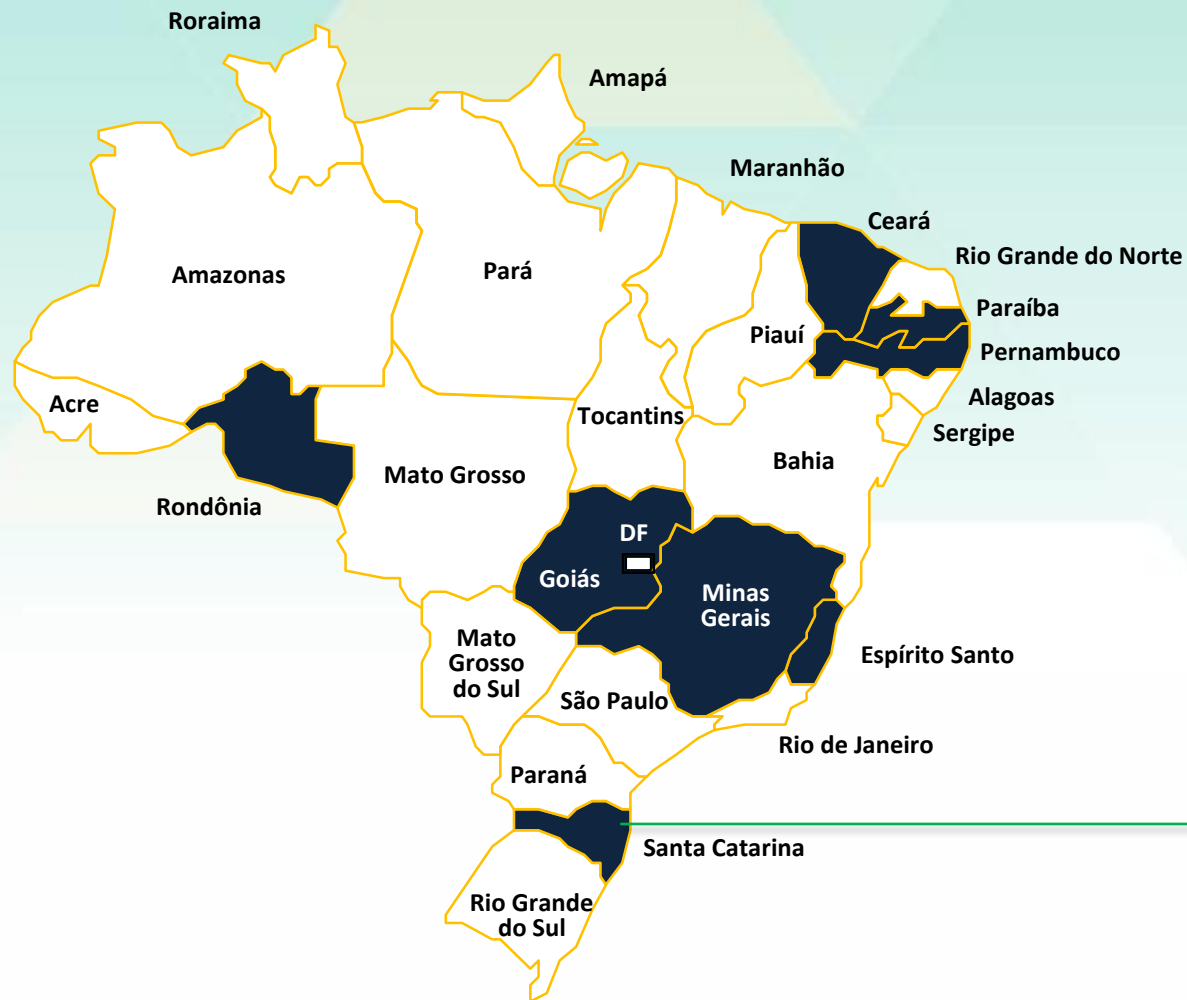 Roraima
Amapá
Maranhão
Ceará
Rio Grande do Norte
Amazonas
Pará
Paraíba
Piauí
Pernambuco
Acre
Alagoas
Tocantins
Sergipe
Bahia
Mato Grosso
Rondônia
DF
Goiás
Minas
Gerais
Mato
Grosso
do Sul
Espírito Santo
São Paulo
Rio de Janeiro
Paraná
Santa Catarina
Rio Grande
do Sul